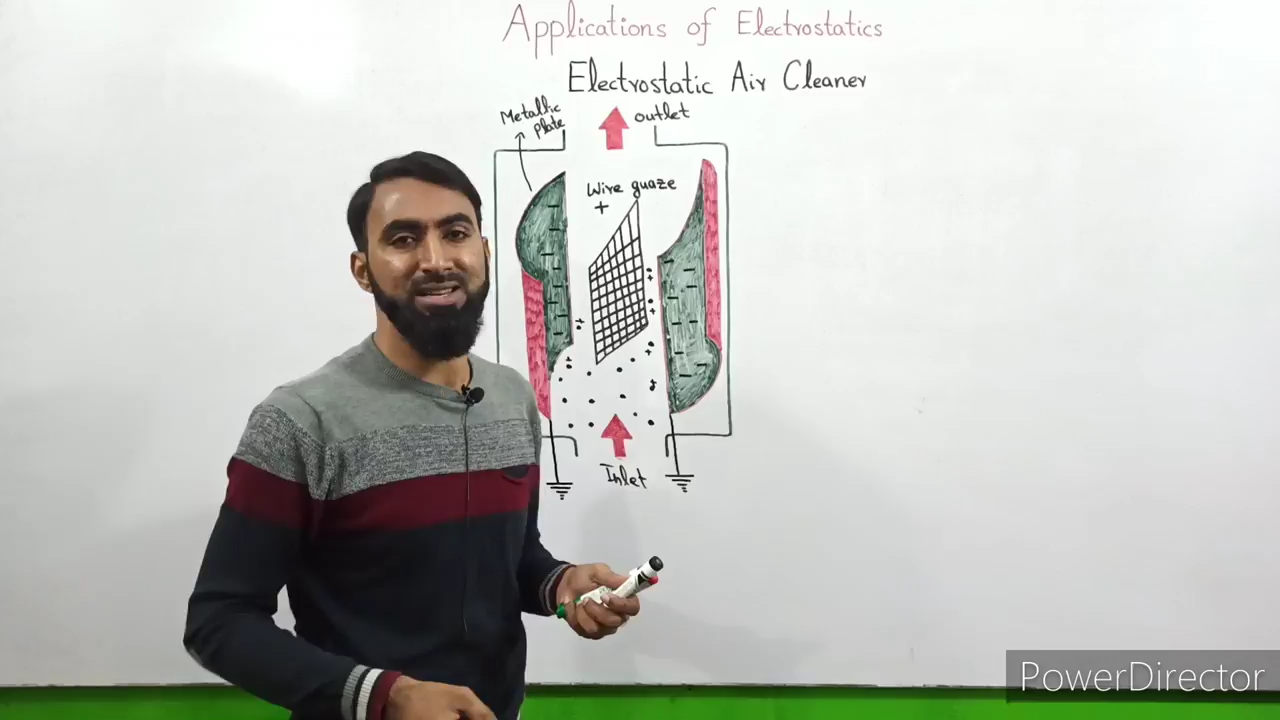 Applications of Electrostatics
Electrostatic Air Cleaner
Metallic
plate
outlet
Wire guaze
+
Inlet
PowerDirector